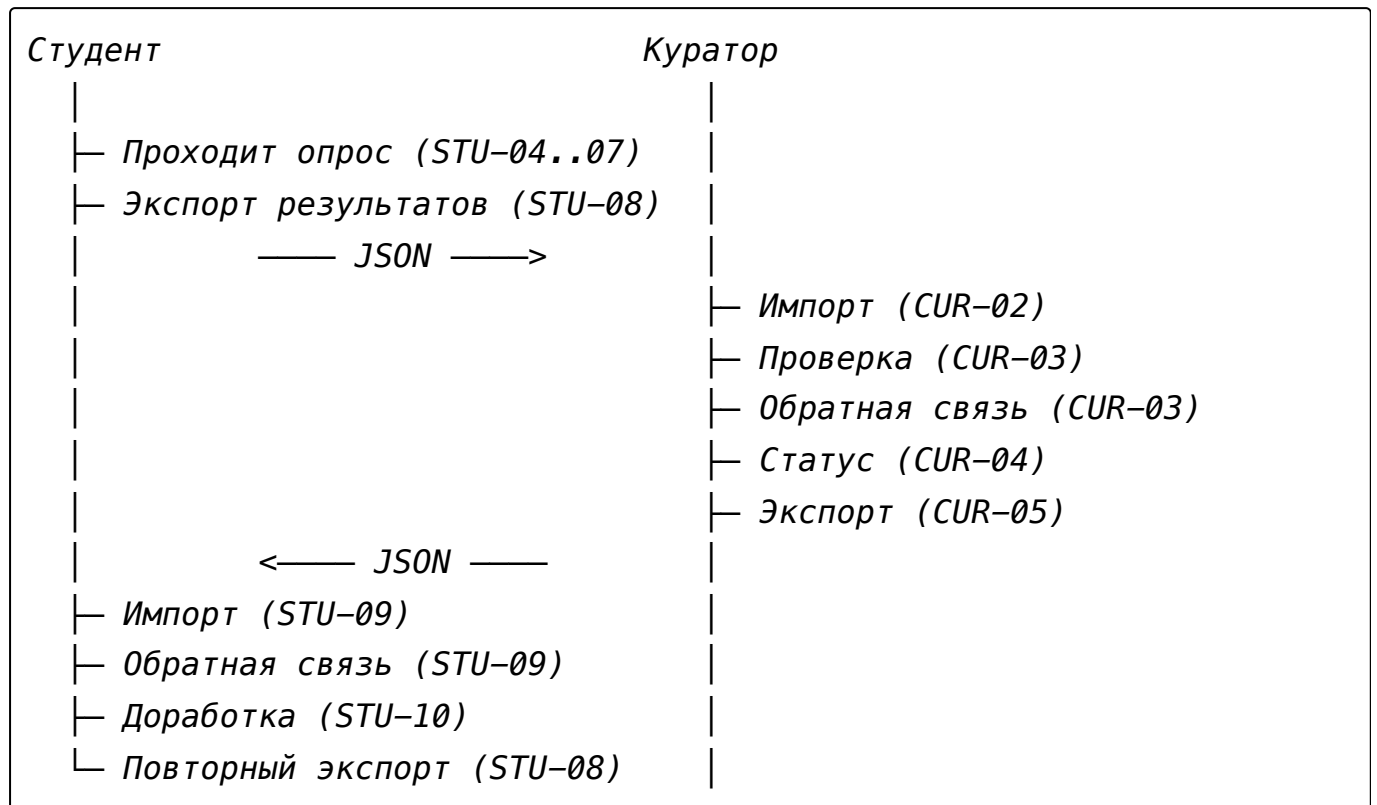 Студент Куратор
│ │
├─ Проходит опрос (STU-04..07) │
├─ Экспорт результатов (STU-08) │
│ ──── JSON ────> │
│ ├─ Импорт (CUR-02)
│ ├─ Проверка (CUR-03)
│ ├─ Обратная связь (CUR-03)
│ ├─ Статус (CUR-04)
│ ├─ Экспорт (CUR-05)
│ <──── JSON ──── │
├─ Импорт (STU-09) │
├─ Обратная связь (STU-09) │
├─ Доработка (STU-10) │
└─ Повторный экспорт (STU-08) │